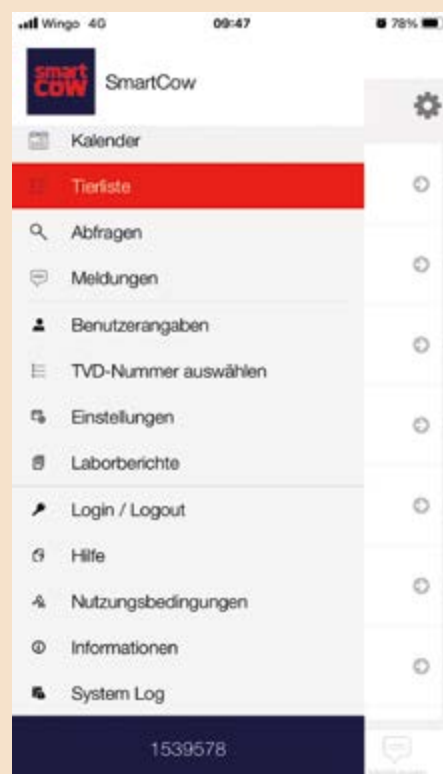 Wingo 4G 09:47 78%
smart
COW
SmartCow
Kalender
Tierliste
Abfragen
Meldungen
Benutzerangaben
TVD-Nummer auswählen
Einstellungen
Laborberichte
Login / Logout
Hilfe
Nutzungsbedingungen
Informationen
System Log
1539578